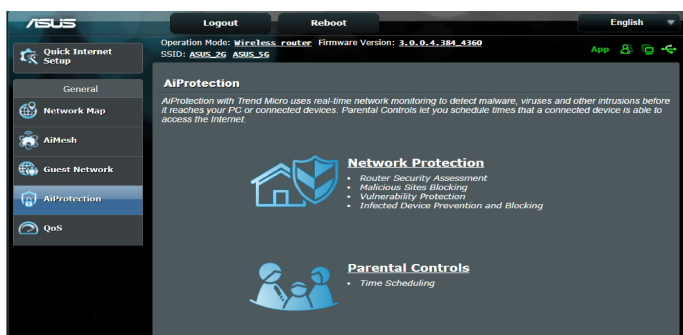 ASUS
Logout
Reboot
English
Quick Internet
Setup
Operation Mode: Wireless router Firmware Version: 3.0.0.4.384_4360
SSID: ASUS_2G ASUS_5G
App
General
Network Map
AiMesh
Guest Network
AiProtection
QoS
AiProtection
AiProtection with Trend Micro uses real-time network monitoring to detect malware, viruses and other intrusions before
it reaches your PC or connected devices. Parental Controls let you schedule times that a connected device is able to
access the Internet.
Network Protection
• Router Security Assessment
• Malicious Sites Blocking
• Vulnerability Protection
• Infected Device Prevention and Blocking
Parental Controls
• Time Scheduling